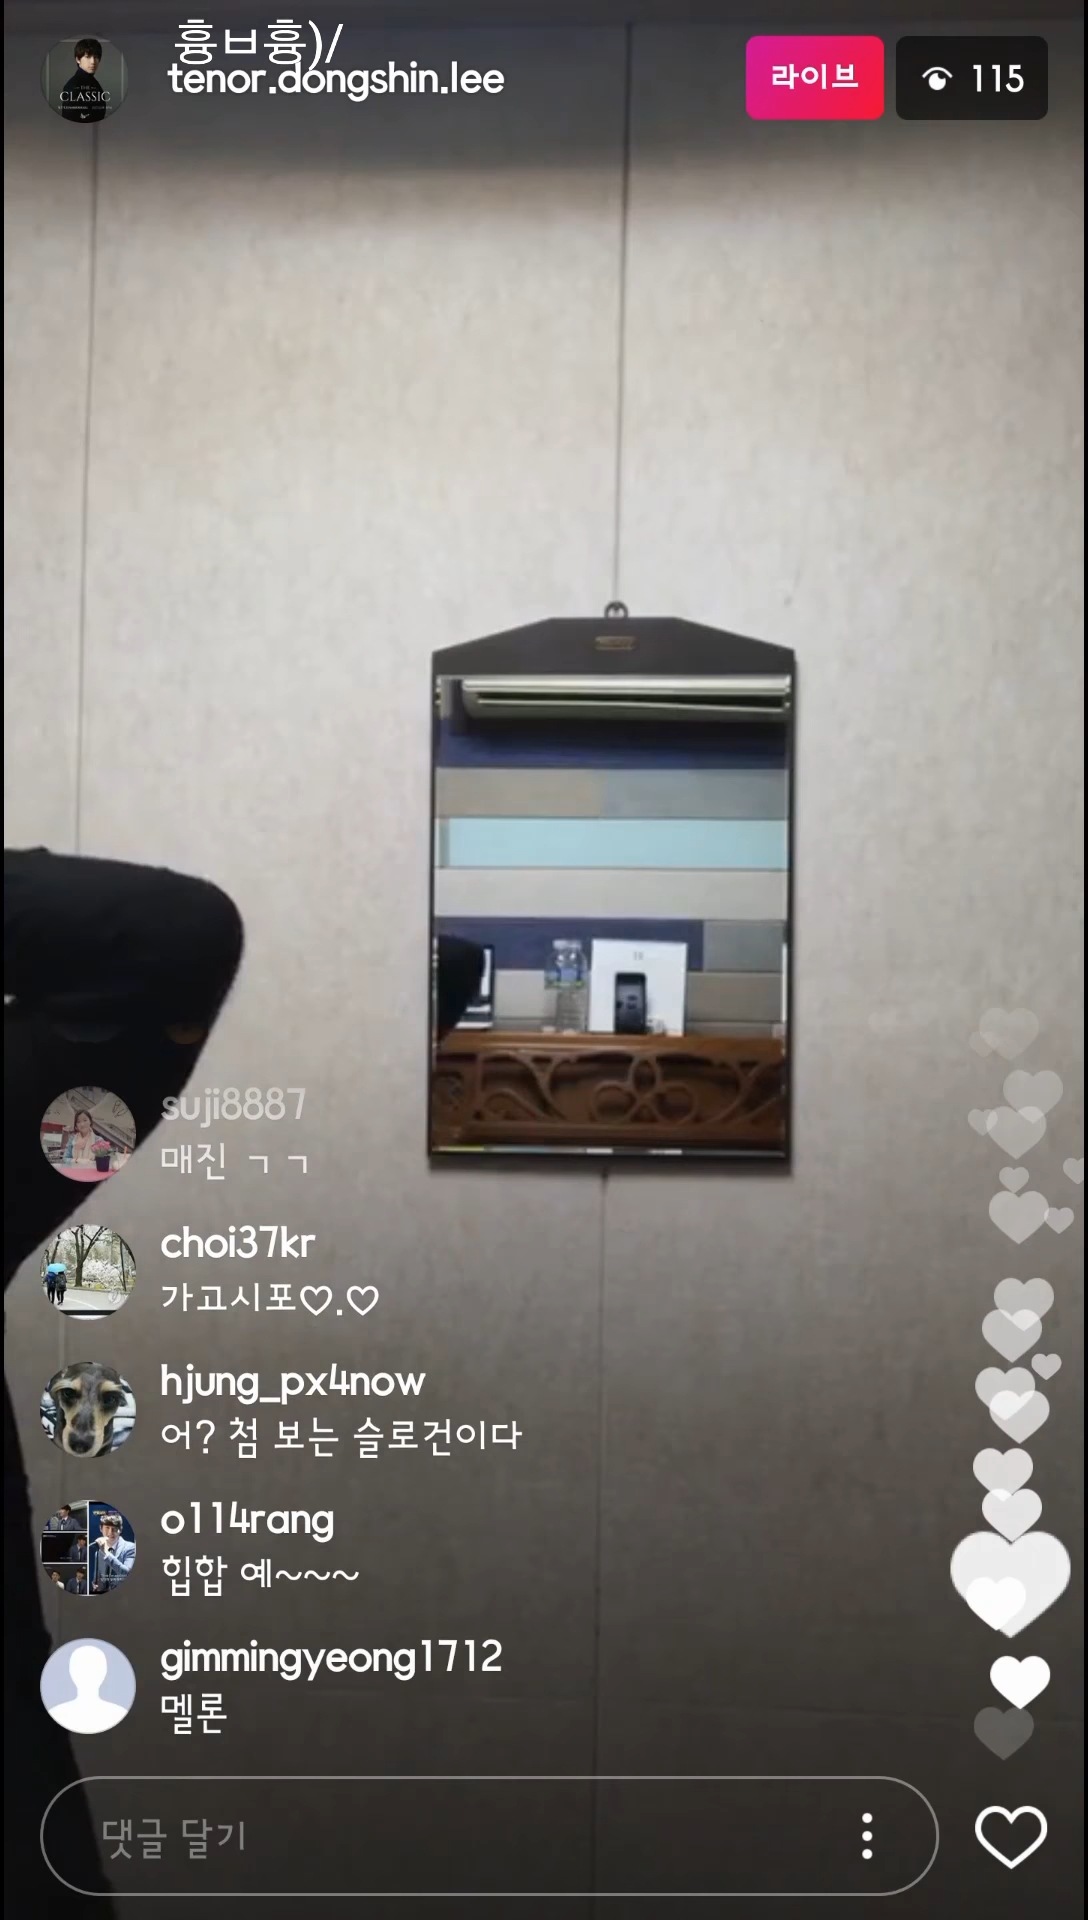 흉ㅂ흉)/
tenor.dongshin.lee
라이브
115
CLASSIC
suji8887
매진 ㄱㄱ
choi37kr
가고시포♡.♡
hjung_px4now
어? 첨 보는 슬로건이다
o114rang
힙합 예~~~
gimmingyeong1712
멜론
댓글 달기